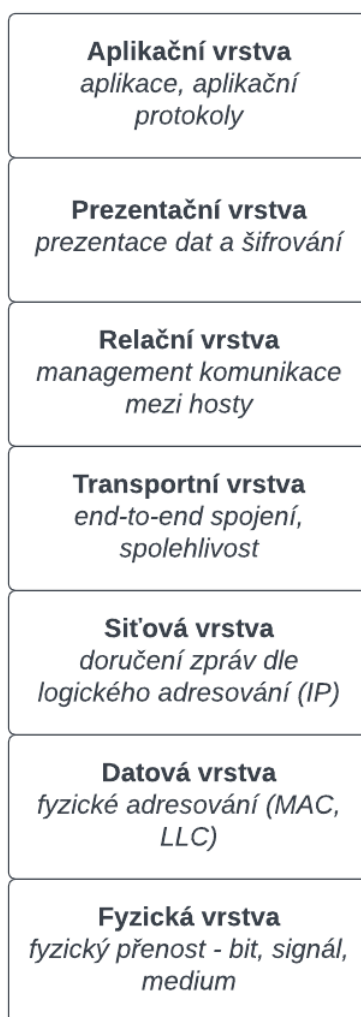 Aplikační vrstva
aplikace, aplikační
protokoly
Prezentační vrstva
prezentace dat a šifrování
Relační vrstva
management komunikace
mezi hosty
Transportní vrstva
end-to-end spojení,
spolehlivost
Siťová vrstva
doručení zpráv dle
logického adresování (IP)
Datová vrstva
fyzické adresování (MAC,
LLC)
Fyzická vrstva
fyzický přenost - bit, signál,
medium